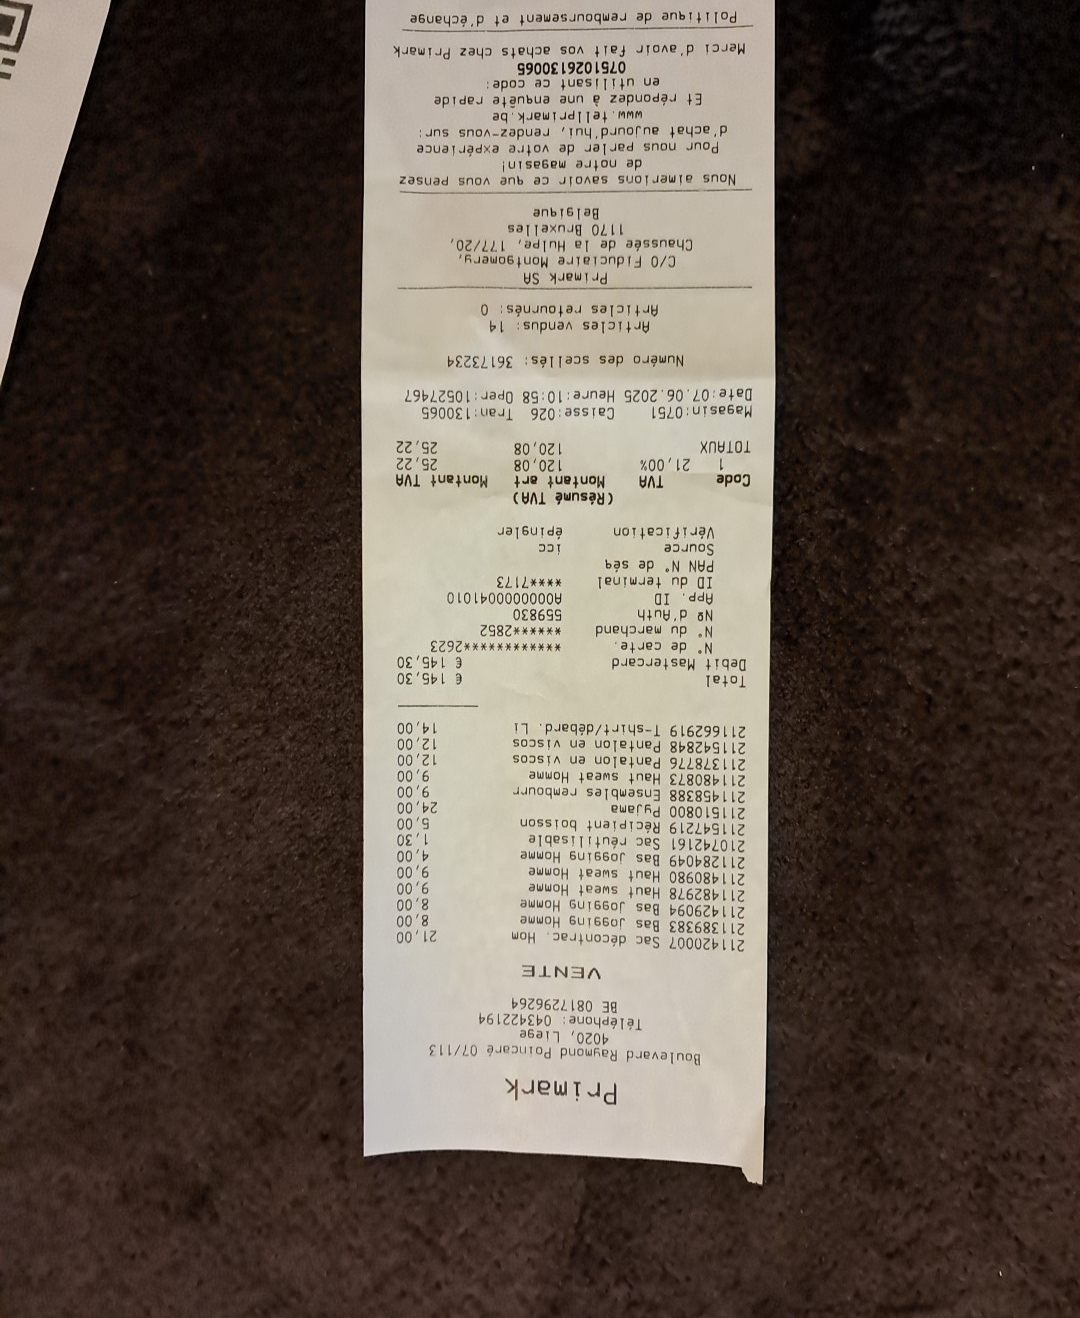 Primark
Boulevard Raymond Poincaré 07/113
4020, Liege
Téléphone: 043422194
BE 0817296264
VENTE
211420007 Sac décontrac. Hom 21,00
211389383 Bas Jogging Homme 8,00
211429094 Bas Jogging Homme 8,00
211482978 Haut sweat Homme 9,00
211480980 Haut sweat Homme 9,00
211284049 Bas Jogging Homme 4,00
210742161 Sac réutilisable 1,30
211547219 Récipient boisson 5,00
211510800 Pyjama 24,00
211458388 Ensembles rembourr 9,00
211480873 Haut sweat Homme 9,00
211378776 Pantalon en viscos 12,00
211542848 Pantalon en viscos 12,00
211662919 T-shirt/débard. Li 14,00
Total € 145,30
Debit Mastercard € 145,30
N° de carte. ************2623
N° du marchand ******2852
Nº d'Auth 559830
App. ID A0000000041010
ID du terminal ****7173
PAN N° de séq
Source icc
Vérification épingler
(Résumé TVA)
Code TVA Montant art Montant TVA
1 21,00% 120,08 25,22
TOTAUX 120,08 25,22
Magasin:0751 Caisse:026 Tran:130065
Date:07.06.2025 Heure:10:58 Oper:10527467
Numéro des scellés: 36173234
Articles vendus: 14
Articles retournés: 0
Primark SA
C/O Fiduciaire Montgomery,
Chaussée de la Hulpe, 177/20,
1170 Bruxelles
Belgique
Nous aimerions savoir ce que vous pensez
de notre magasin!
Pour nous parler de votre expérience
d'achat aujourd'hui, rendez-vous sur:
www.tellprimark.be
Et répondez à une enquête rapide
en utilisant ce code:
07510261300​65
Merci d'avoir fait vos achats chez Primark
Politique de remboursement et d'échange